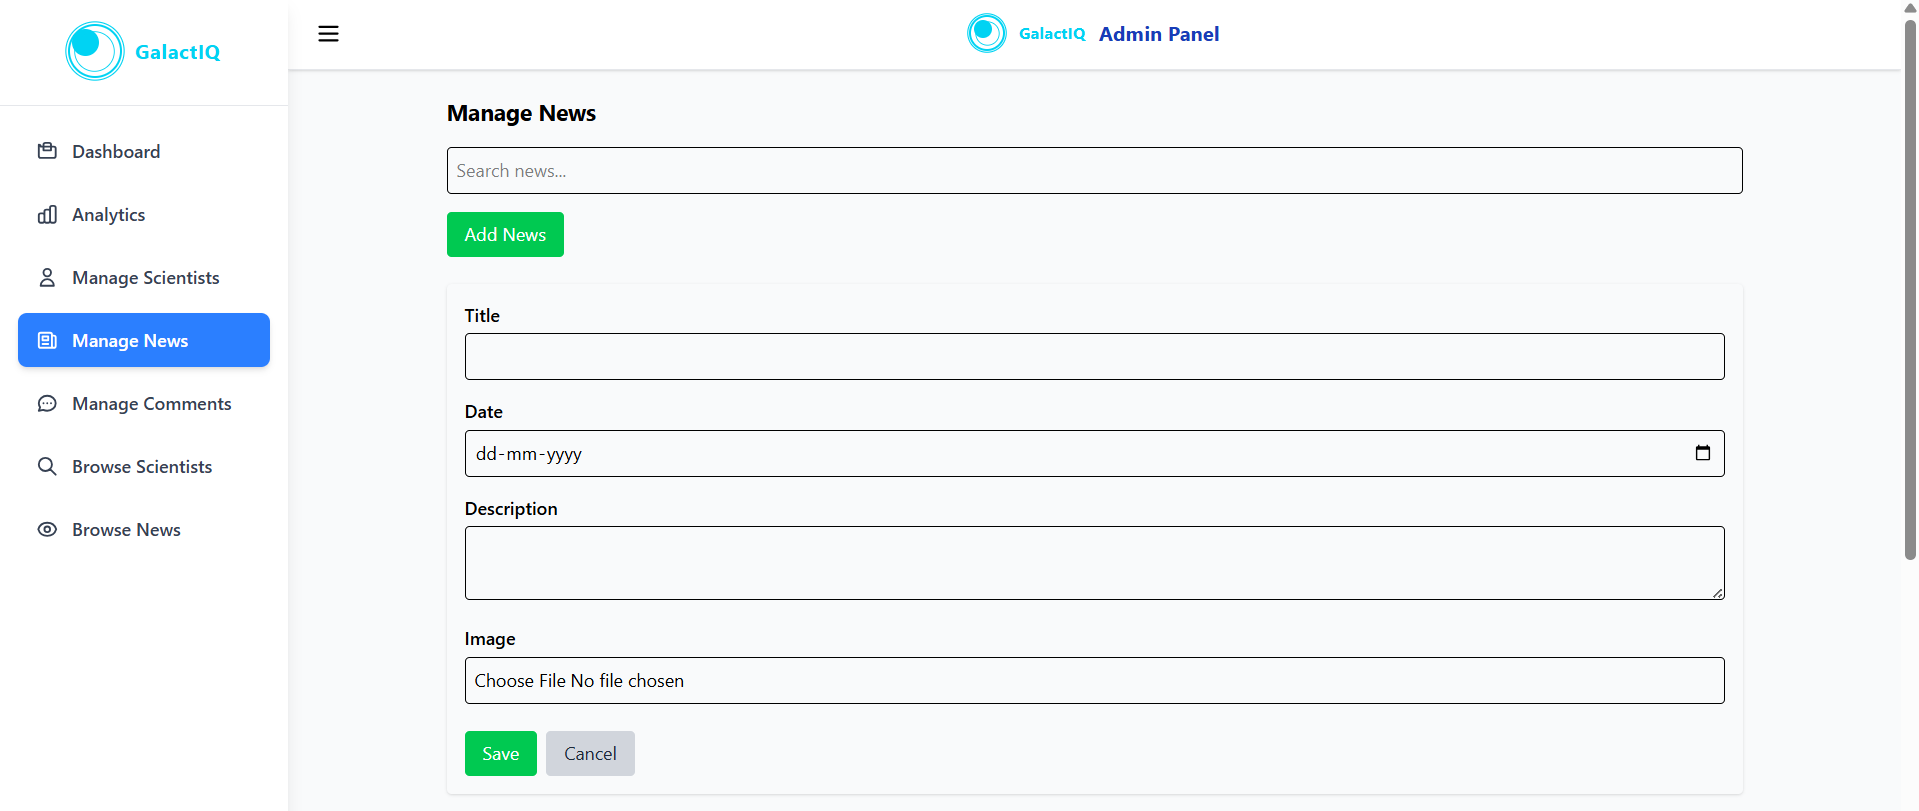 GalactIQ
Dashboard
Analytics
Manage Scientists
Manage News
Manage Comments
Browse Scientists
Browse News
GalactIQ Admin Panel
Manage News
Search news...
Add News
Title
Date
dd-mm-yyyy
Description
Image
Choose File No file chosen
Save Cancel